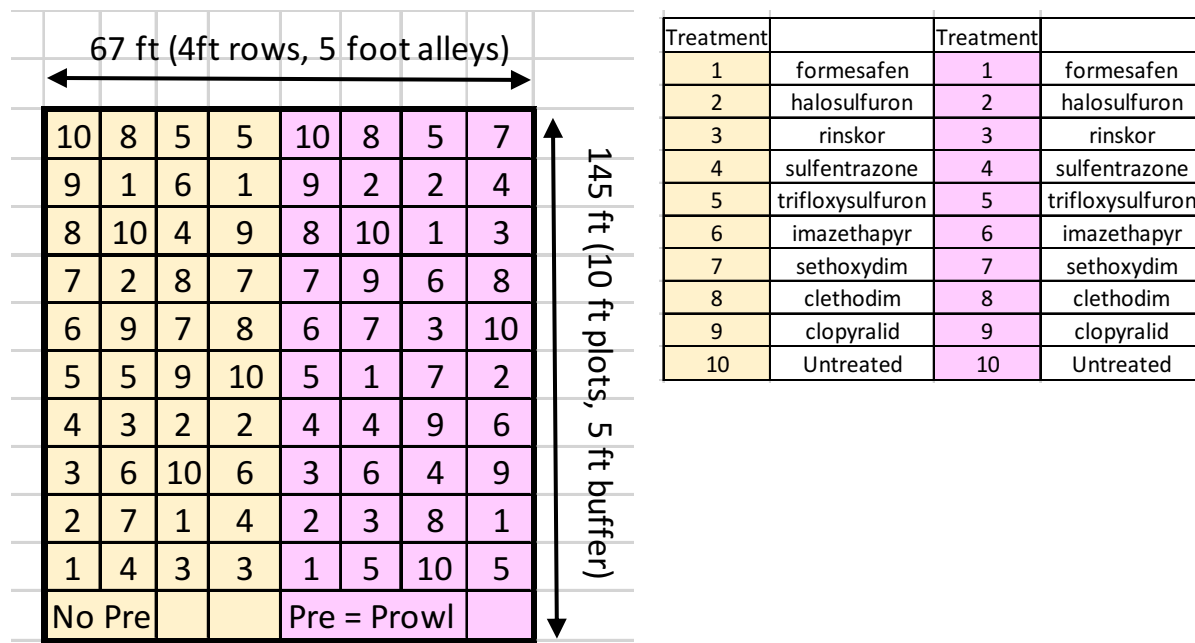 67 ft (4ft rows, 5 foot alleys)
10 8 5 5 10 8 5 7
9 1 6 1 9 2 2 4
8 10 4 9 8 10 1 3
7 2 8 7 7 9 6 8
6 9 7 8 6 7 3 10
5 5 9 10 5 1 7 2
4 3 2 2 4 4 9 6
3 6 10 6 3 6 4 9
2 7 1 4 2 3 8 1
1 4 3 3 1 5 10 5
No Pre Pre = Prowl
145 ft (10 ft plots, 5 ft buffer)
Treatment Treatment
1 formesafen 1 formesafen
2 halosulfuron 2 halosulfuron
3 rinskor 3 rinskor
4 sulfentrazone 4 sulfentrazone
5 trifloxysulfuron 5 trifloxysulfuron
6 imazethapyr 6 imazethapyr
7 sethoxydim 7 sethoxydim
8 clethodim 8 clethodim
9 clopyralid 9 clopyralid
10 Untreated 10 Untreated